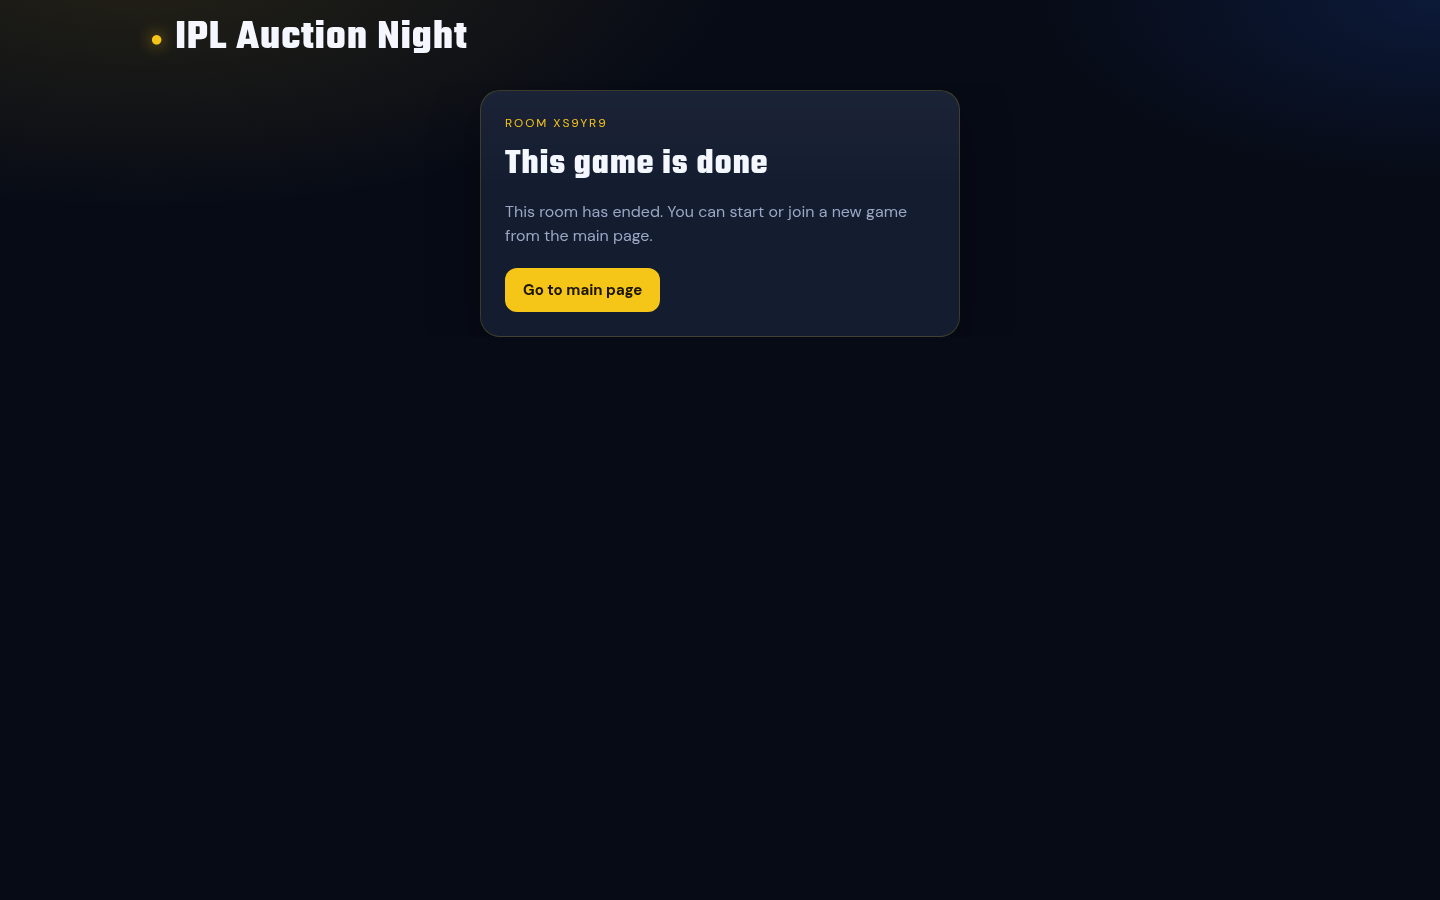 IPL Auction Night
ROOM XS9YR9
This game is done
This room has ended. You can start or join a new game
from the main page.
Go to main page